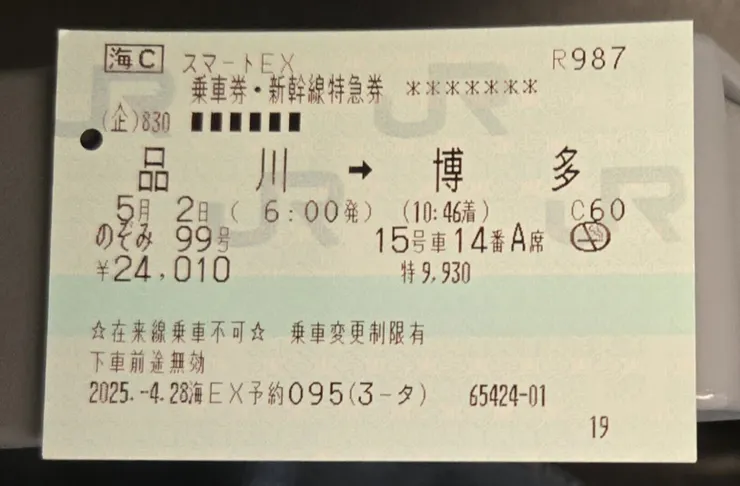 海C スマートEX R987
乗車券・新幹線特急券 *******
(企)830 ■■■■■■
品川 → 博多
5月 2日 ( 6:00発) (10:46着) C60
のぞみ 99号 15号車14番A席
¥24,010 特9,930
☆在来線乗車不可☆ 乗車変更制限有
下車前途無効
2025.-4.28海EX予約095(3-タ) 65424-01
19